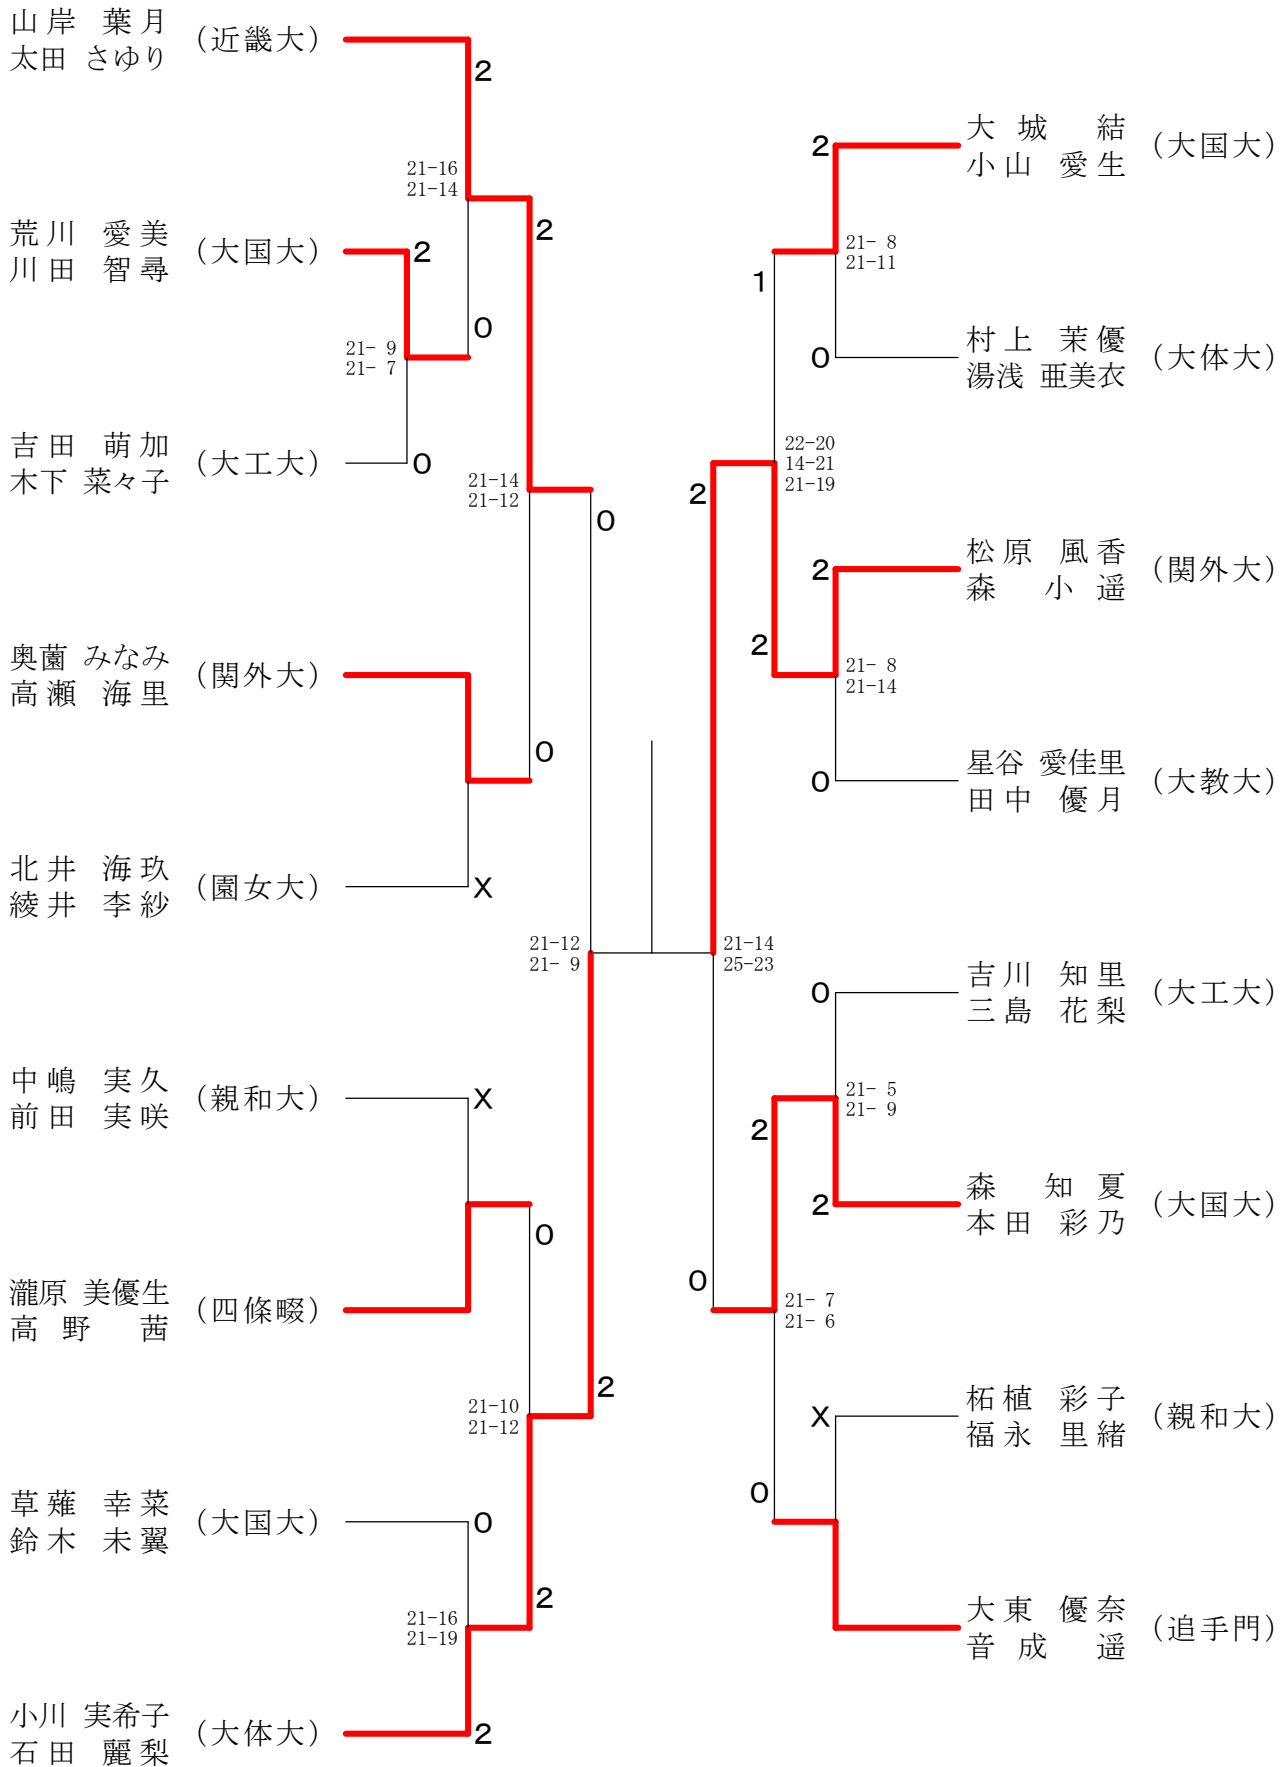 山岸 葉月
太田 さゆり
(近畿大)
2
21-16
21-14
荒川 愛美
川田 智尋
(大国大)
2
2
0
21- 9
21- 7
吉田 萌加
木下 菜々子
(大工大)
0
21-14
21-12
0
奥薗 みなみ
高瀬 海里
(関外大)
0
北井 海玖
綾井 李紗
(園女大)
X
21-12
21- 9
中嶋 実久
前田 実咲
(親和大)
X
0
瀧原 美優生
高野 茜
(四條畷)
2
21-10
21-12
草薙 幸菜
鈴木 未翼
(大国大)
0
2
21-16
21-19
小川 実希子
石田 麗梨
(大体大)
2
2
大城 結
小山 愛生
(大国大)
21- 8
21-11
1
0
村上 茉優
湯浅 亜美衣
(大体大)
22-20
14-21
21-19
2
2
松原 風香
森 小遥
(関外大)
2
21- 8
21-14
0
星谷 愛佳里
田中 優月
(大教大)
21-14
25-23
0
吉川 知里
三島 花梨
(大工大)
21- 5
21- 9
2
2
森 知夏
本田 彩乃
(大国大)
0
21- 7
21- 6
X
柘植 彩子
福永 里緒
(親和大)
0
大東 優奈
音成 遥
(追手門)